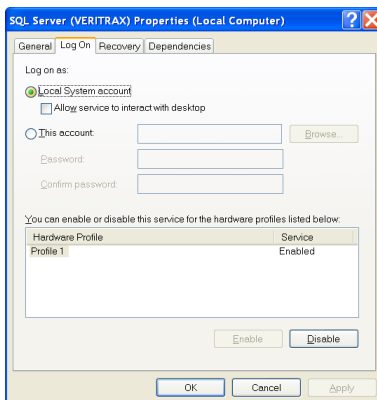 SQL Server (VERITRAX) Properties (Local Computer)
General Log On Recovery Dependencies
Log on as:
Local System account
Allow service to interact with desktop
This account:
Browse...
Password:
Confirm password:
You can enable or disable this service for the hardware profiles listed below:
Hardware Profile Service
Profile 1 Enabled
Enable Disable
OK Cancel Apply